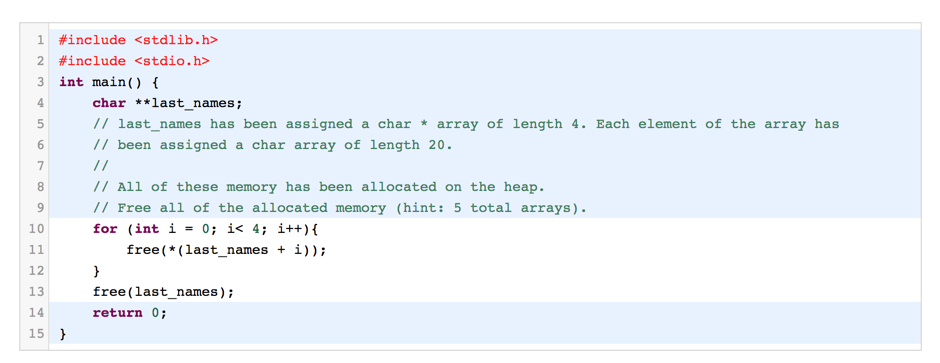 1 #include <stdlib.h>
2 #include <stdio.h>
3 int main() {
4     char **last_names;
5     // last_names has been assigned a char * array of length 4. Each element of the array has
6     // been assigned a char array of length 20.
7     //
8     // All of these memory has been allocated on the heap.
9     // Free all of the allocated memory (hint: 5 total arrays).
10     for (int i = 0; i< 4; i++){
11         free(*(last_names + i));
12     }
13     free(last_names);
14     return 0;
15 }